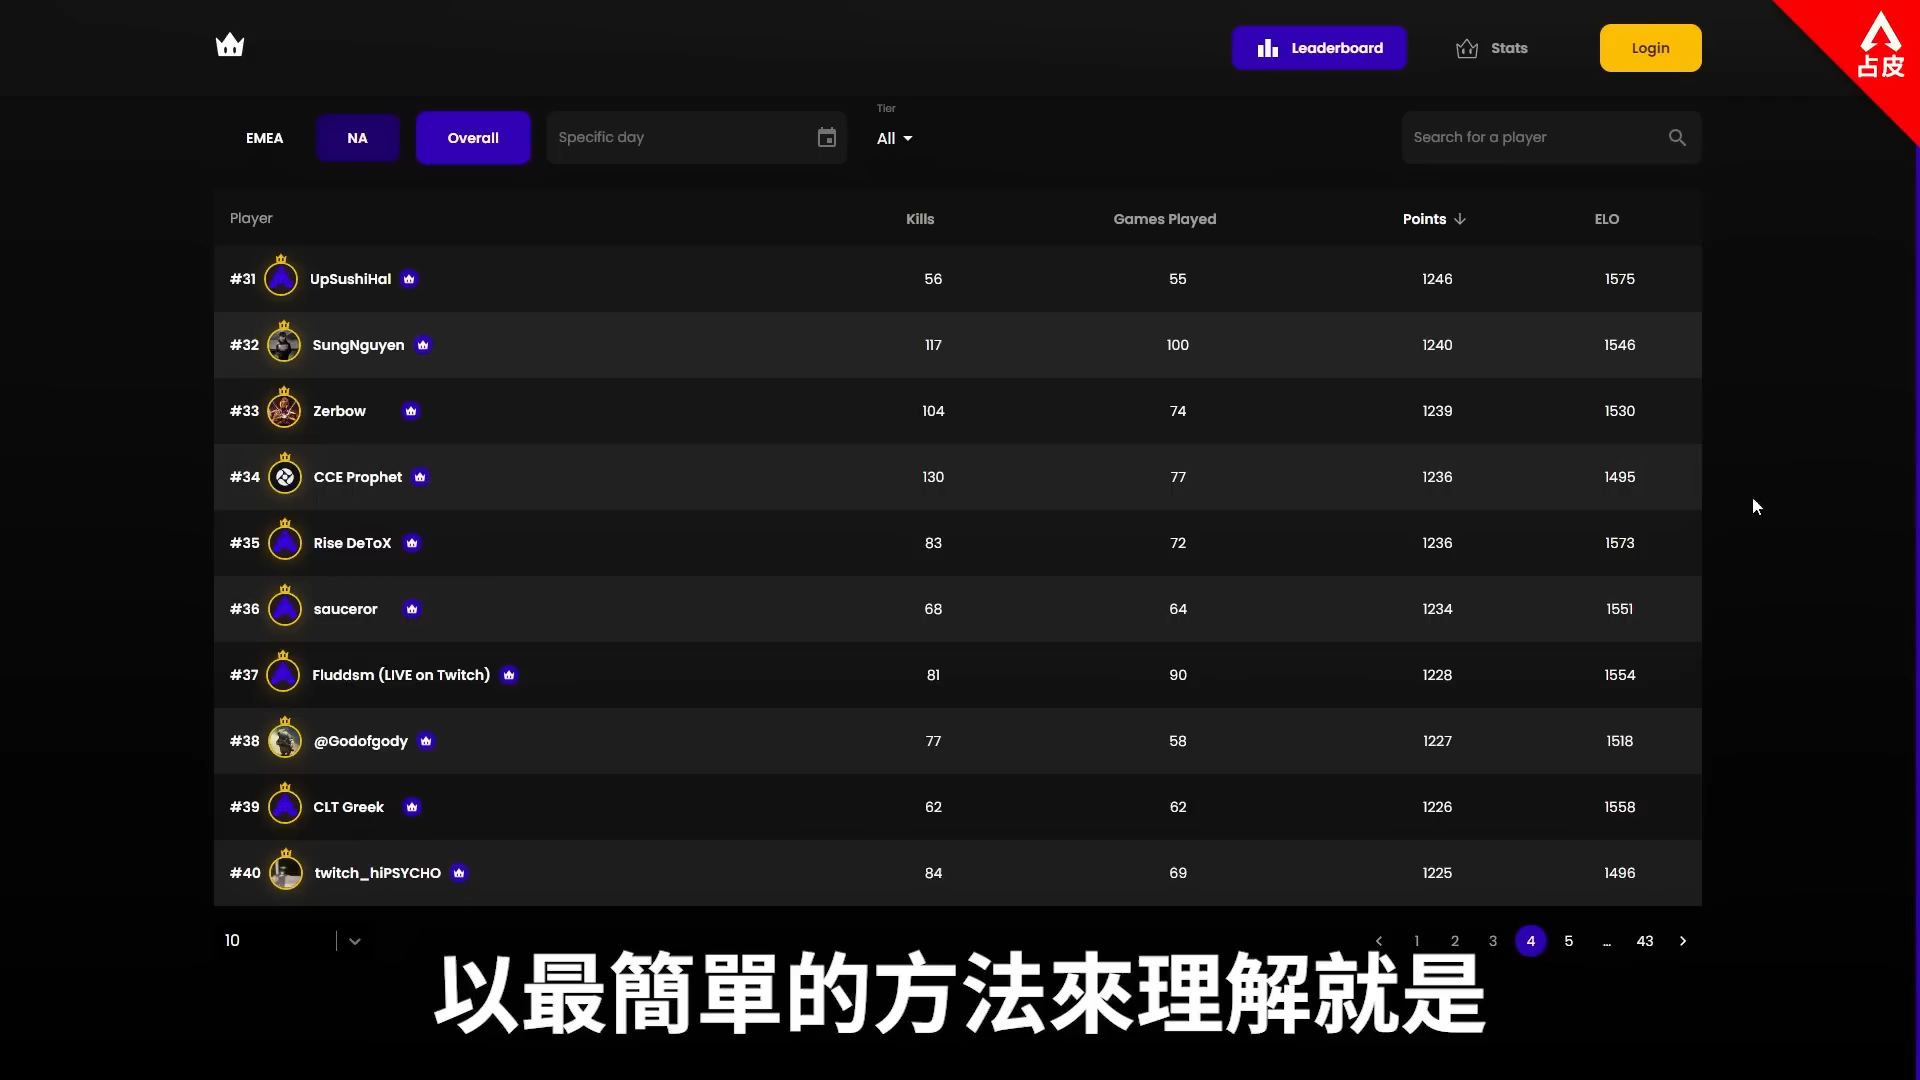 Leaderboard
Stats
Login
占皮
EMEA
NA
Overall
Specific day
Tier
All
Search for a player
Player Kills Games Played Points ELO
#31 UpSushiHal 56 55 1246 1575
#32 SungNguyen 117 100 1240 1546
#33 Zerbow 104 74 1239 1530
#34 CCE Prophet 130 77 1236 1495
#35 Rise DeToX 83 72 1236 1573
#36 sauceror 68 64 1234 1551
#37 Fluddsm (LIVE on Twitch) 81 90 1228 1554
#38 @Godofgody 77 58 1227 1518
#39 CLT Greek 62 62 1226 1558
#40 twitch_hiPSYCHO 84 69 1225 1496
10
1 2 3 4 5 ... 43
以最簡單的方法來理解就是